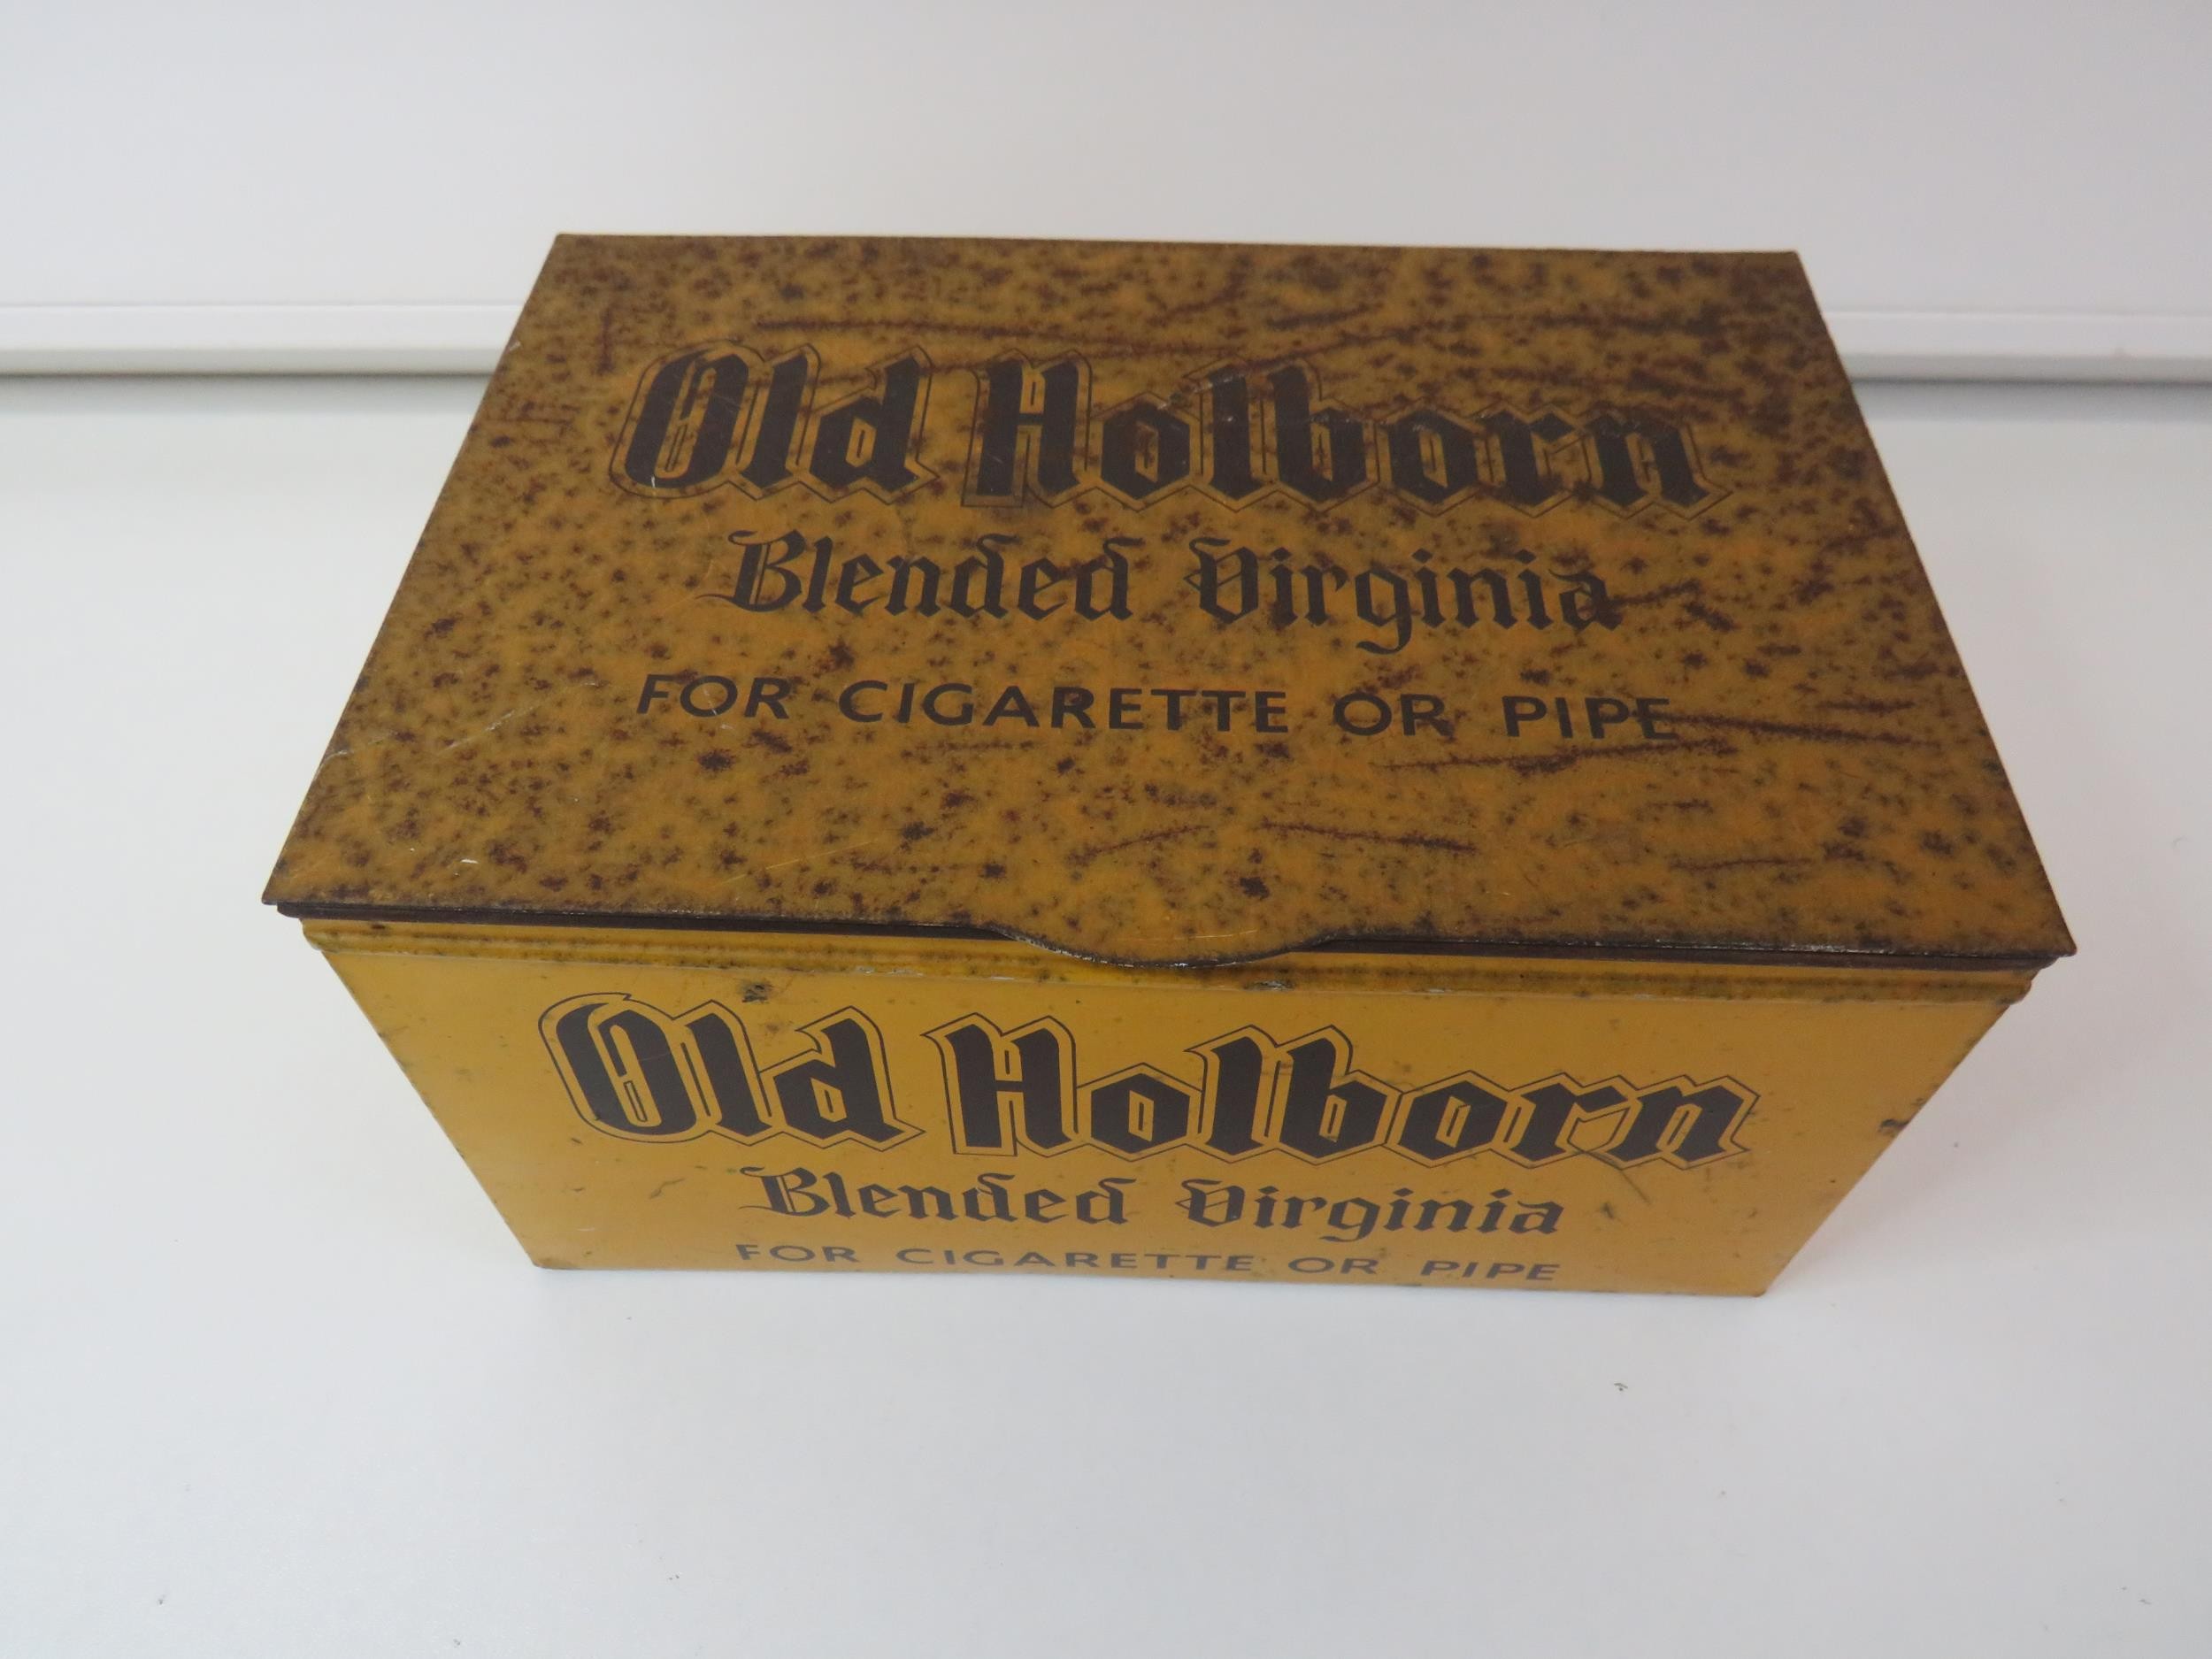 Old Holborn
Blended Virginia
FOR CIGARETTE OR PIPE
Old Holborn
Blended Virginia
FOR CIGARETTE OR PIPE